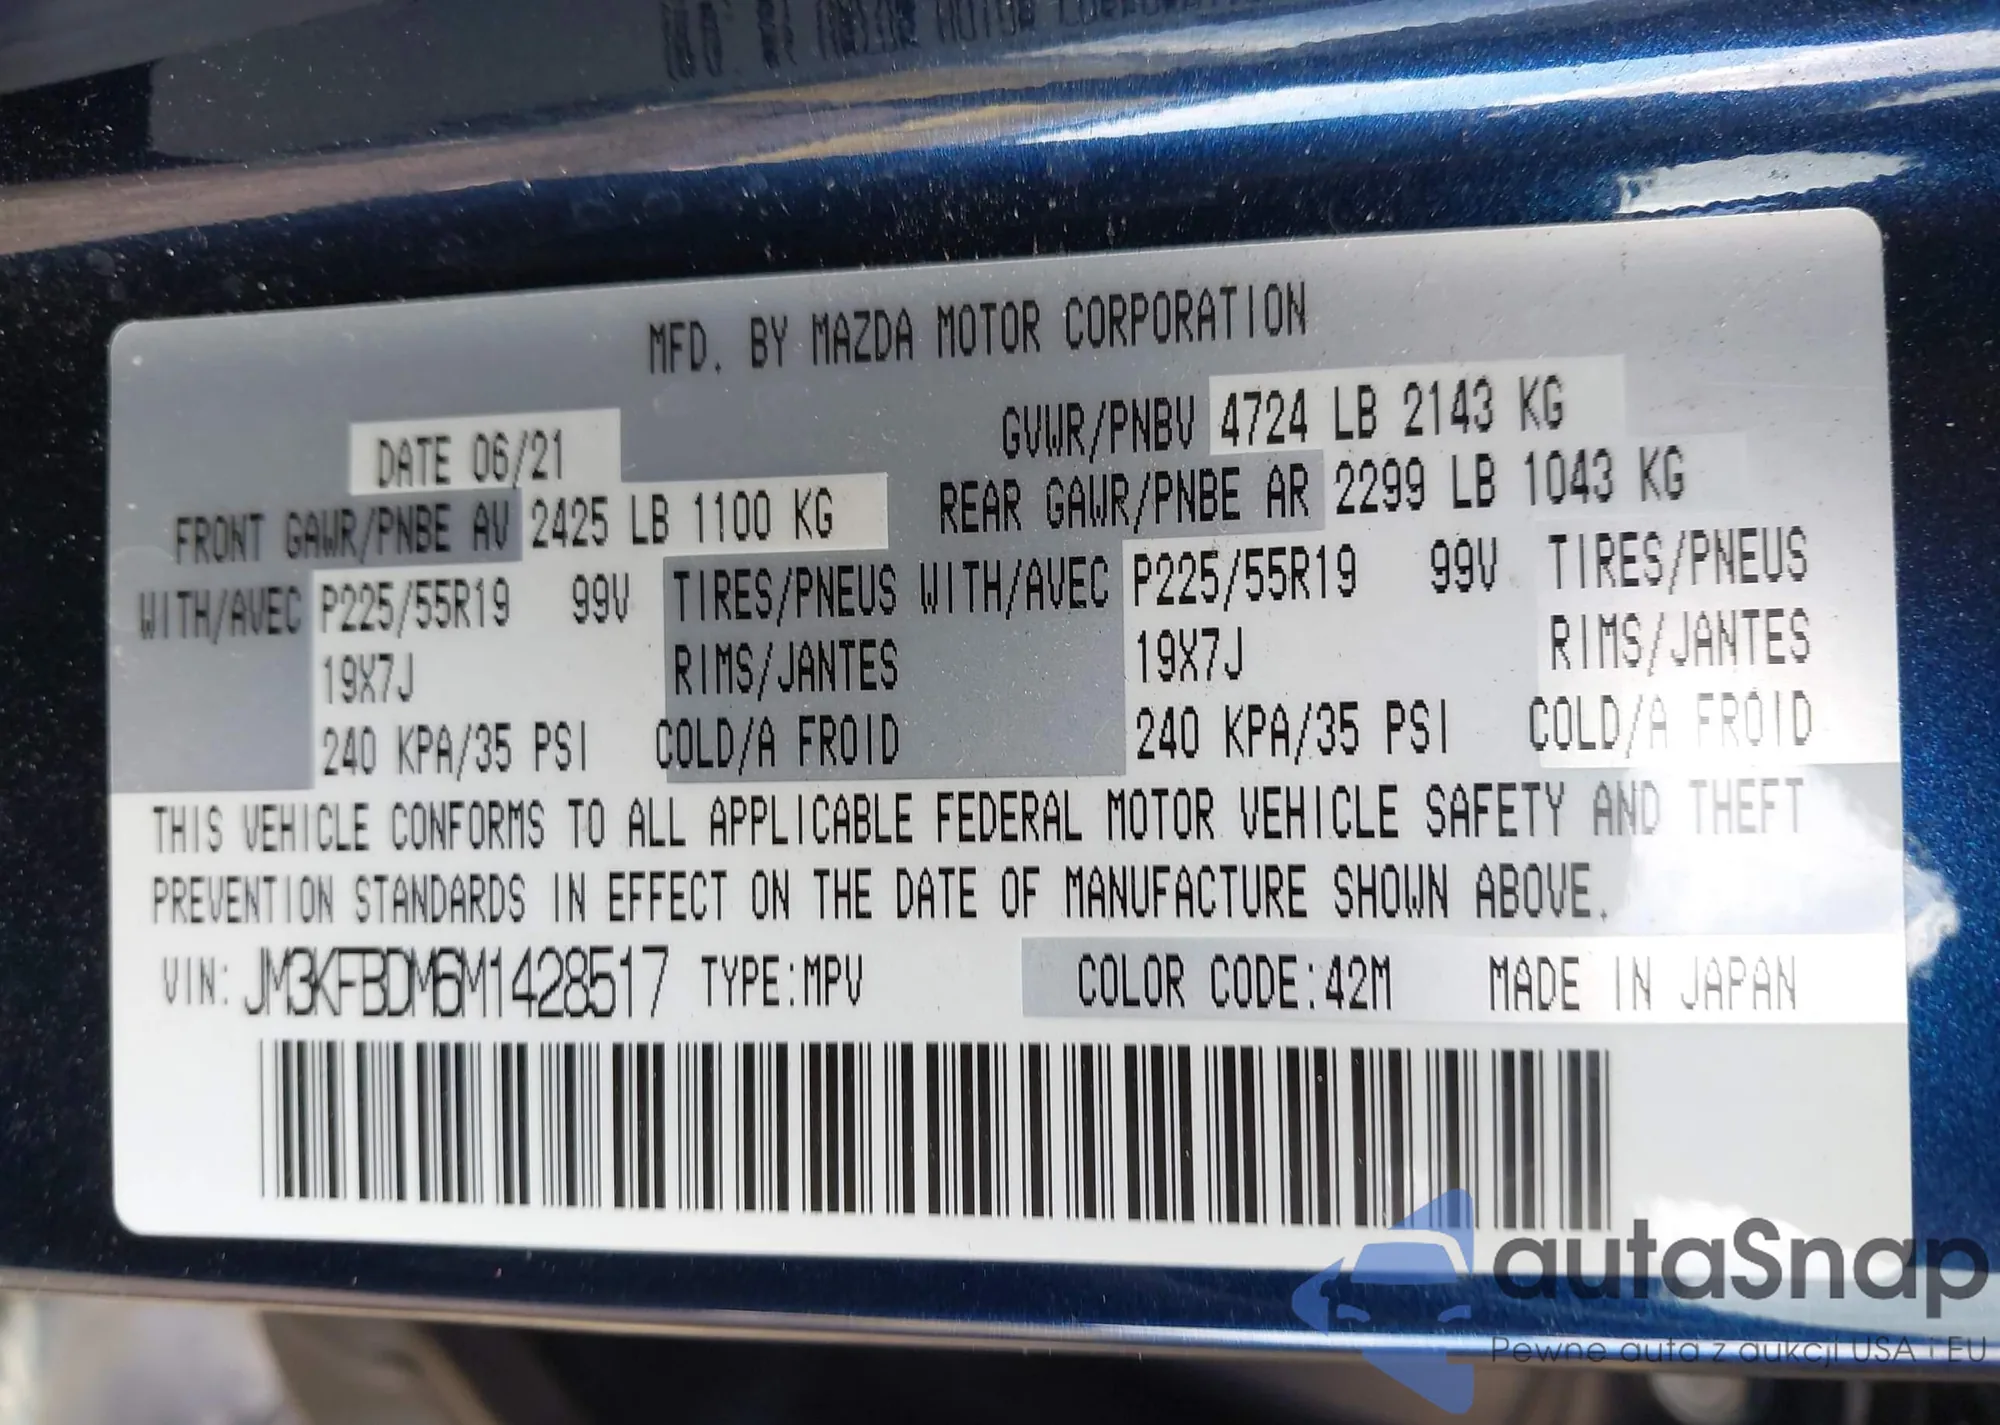 MFD. BY MAZDA MOTOR CORPORATION
DATE 06/21 GVWR/PNBV 4724 LB 2143 KG
FRONT GAWR/PNBE AV 2425 LB 1100 KG REAR GAWR/PNBE AR 2299 LB 1043 KG
WITH/AVEC P225/55R19 99V TIRES/PNEUS WITH/AVEC P225/55R19 99V TIRES/PNEUS
19X7J RIMS/JANTES 19X7J RIMS/JANTES
240 KPA/35 PSI COLD/A FROID 240 KPA/35 PSI COLD/A FROID
THIS VEHICLE CONFORMS TO ALL APPLICABLE FEDERAL MOTOR VEHICLE SAFETY AND THEFT
PREVENTION STANDARDS IN EFFECT ON THE DATE OF MANUFACTURE SHOWN ABOVE.
VIN: JM3KFBDM6M1428517 TYPE:MPV COLOR CODE:42M MADE IN JAPAN
autaSnap
Pewne auta z aukcji USA i EU